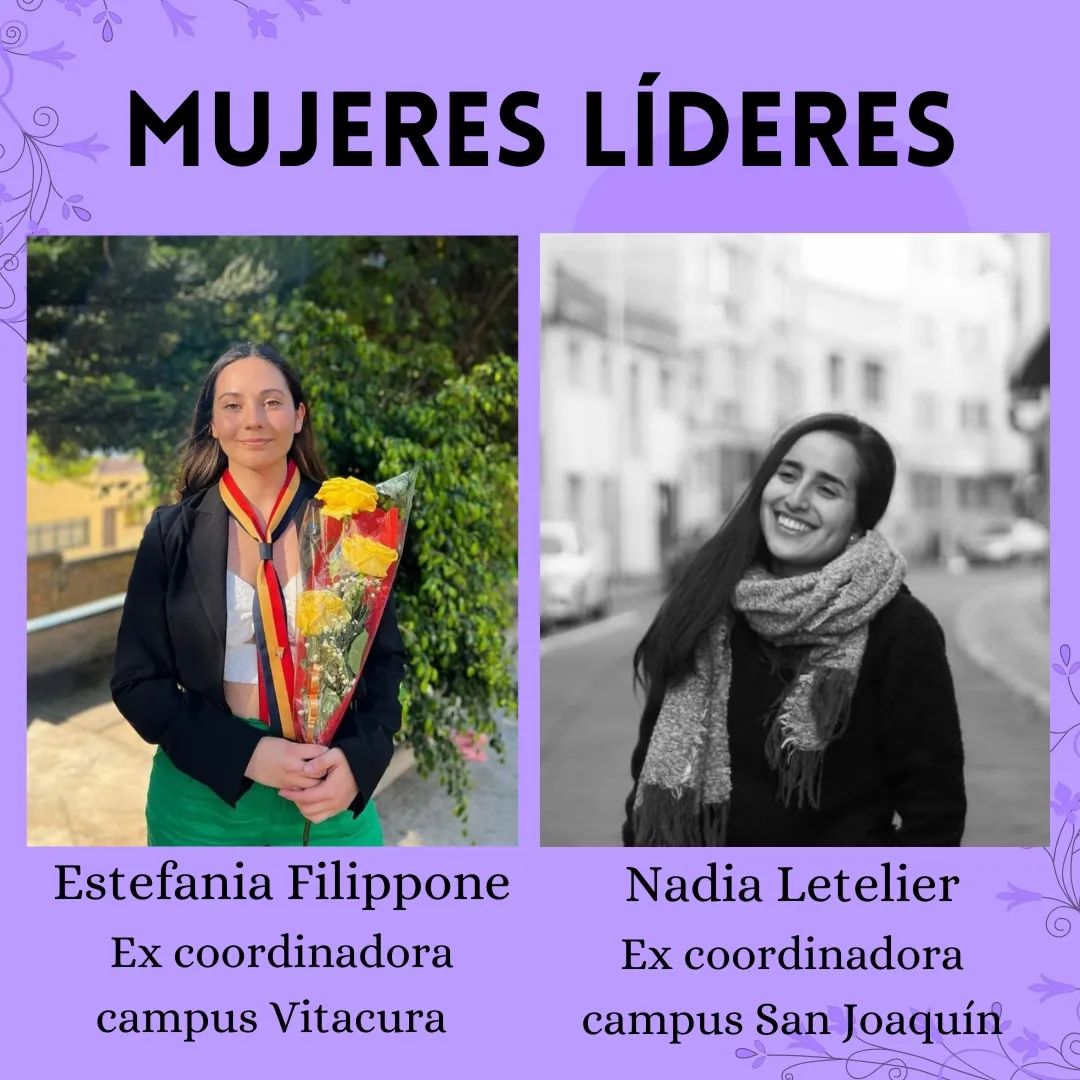 MUJERES LÍDERES
Estefania Filippone
Ex coordinadora
campus Vitacura
Nadia Letelier
Ex coordinadora
campus San Joaquín